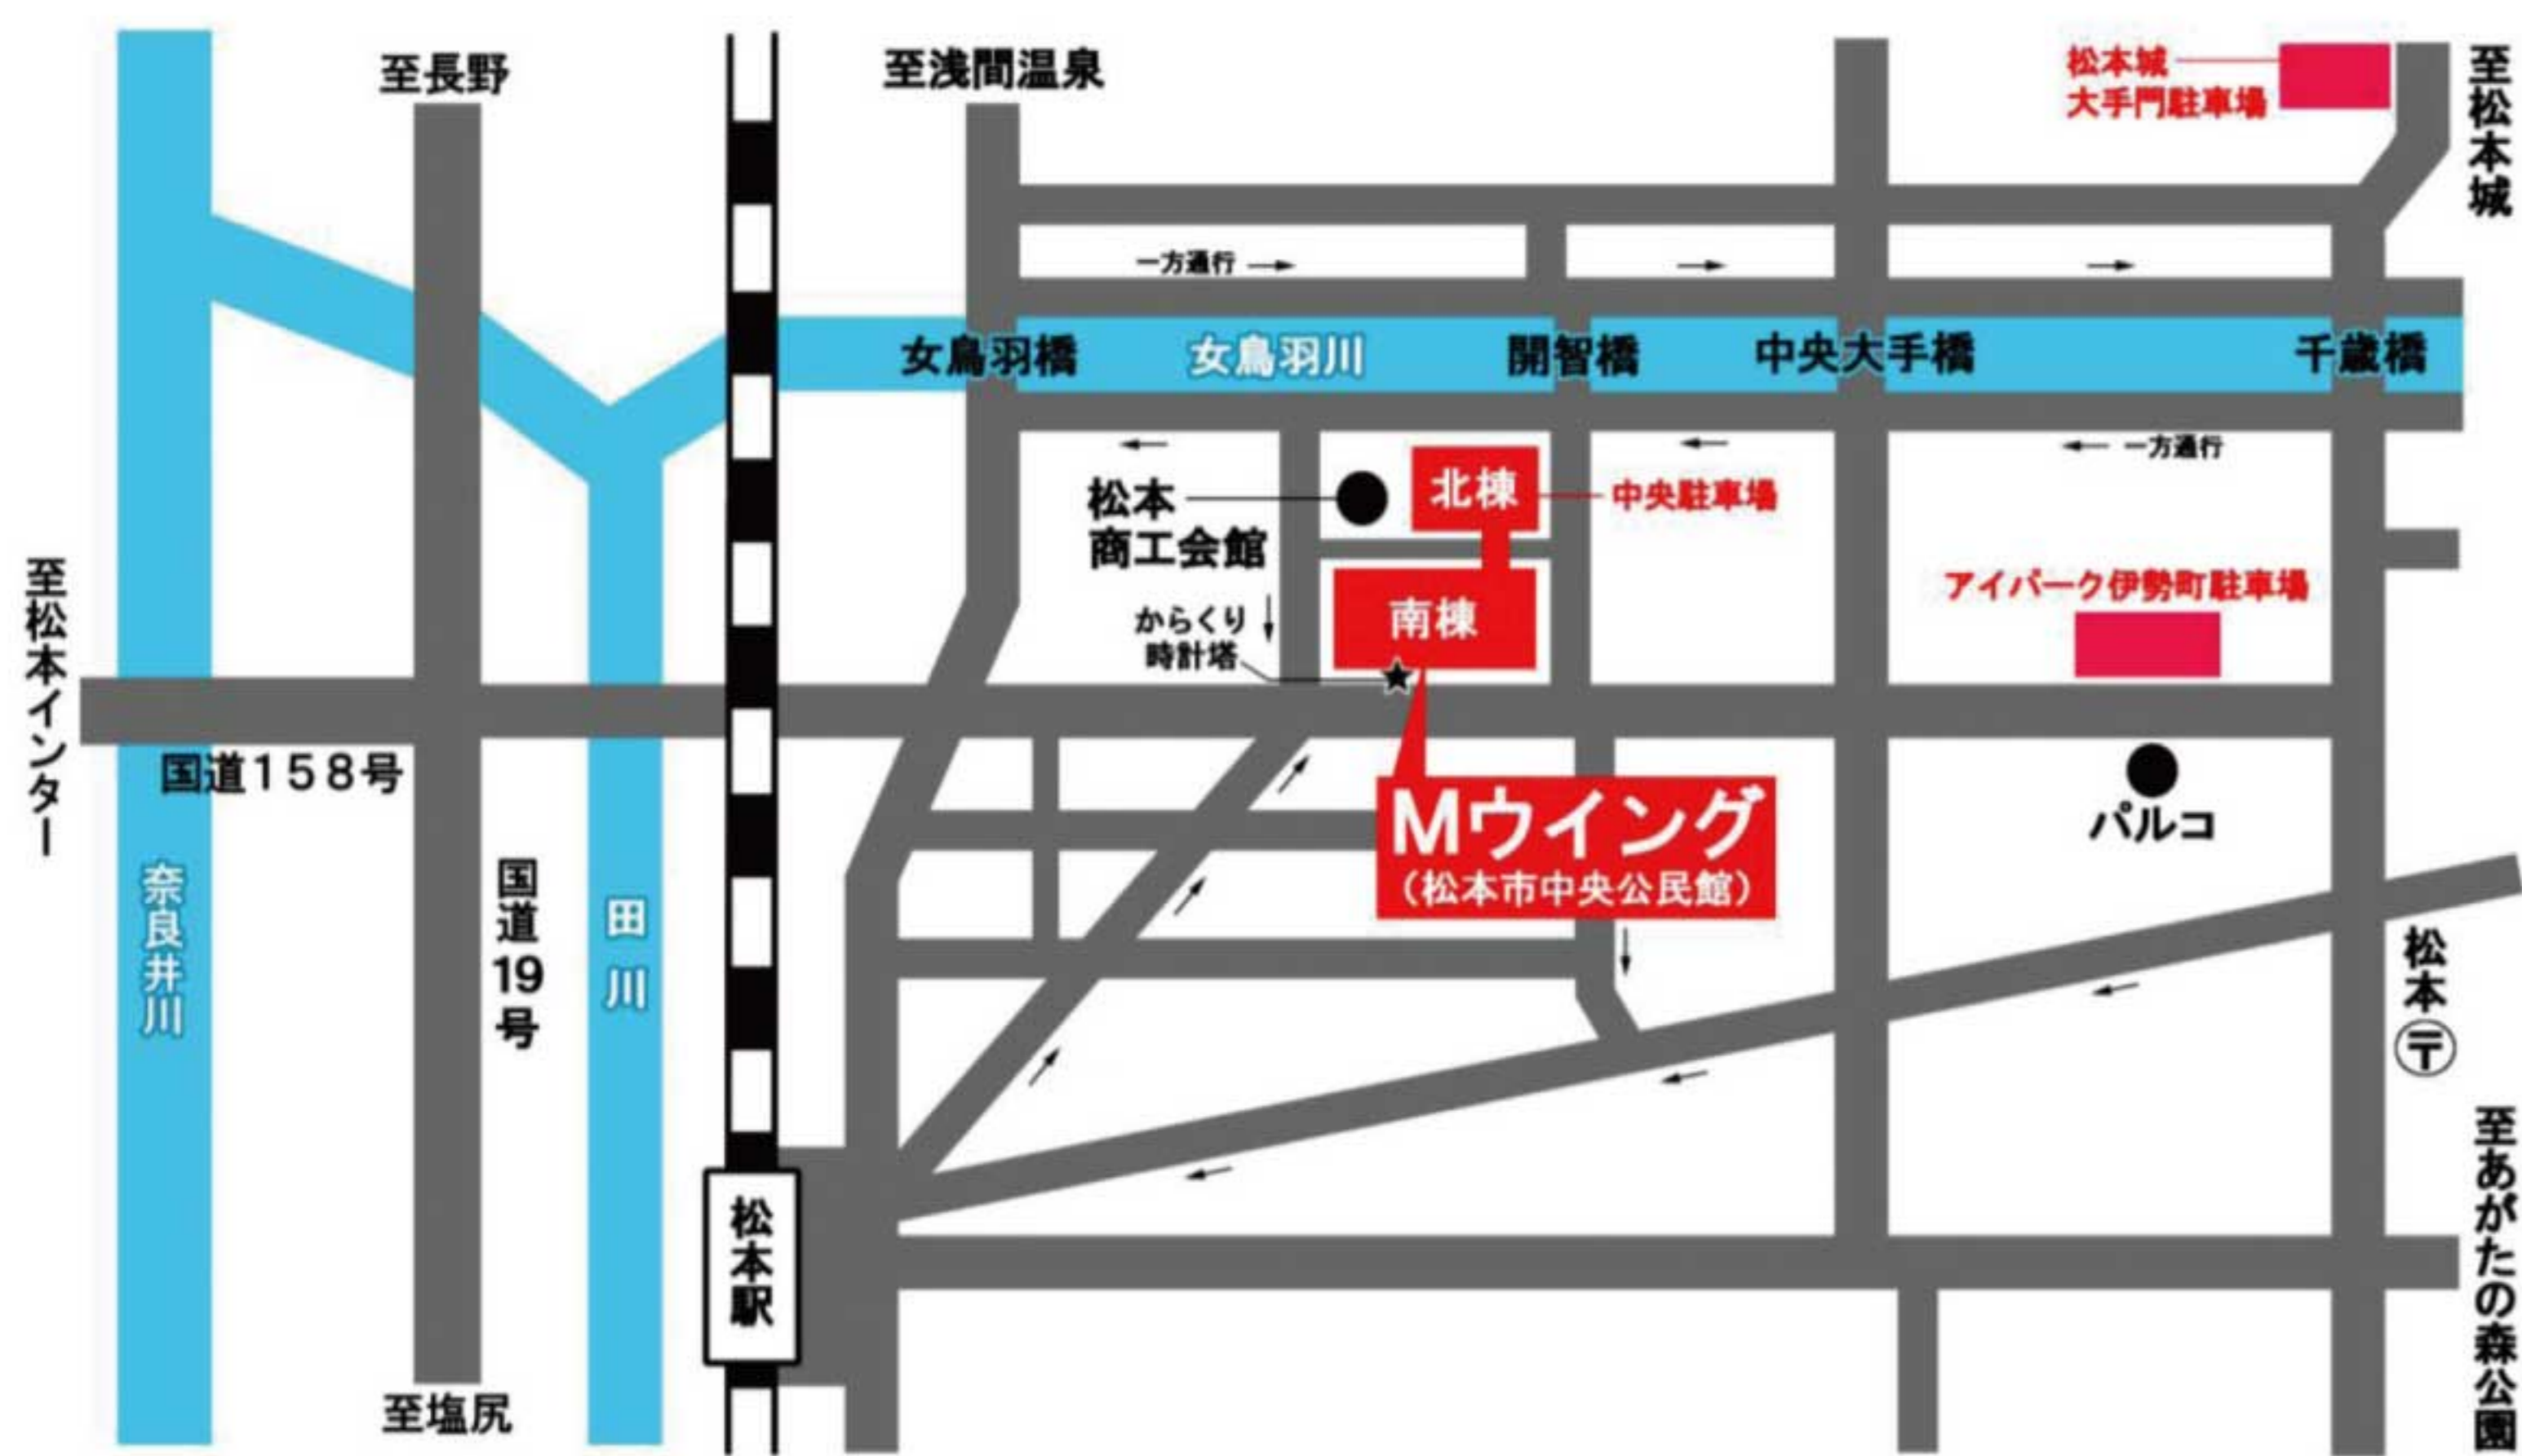 至長野
至浅間温泉
松本城
大手門駐車場
至松本城
一方通行
女鳥羽橋
女鳥羽川
開智橋
中央大手橋
千歳橋
一方通行
松本
商工会館
北棟
中央駐車場
至松本インター
からくり
時計塔
南棟
アイパーク伊勢町駐車場
国道158号
Mウイング
(松本市中央公民館)
パルコ
奈良井川
国道19号
田川
松本〒
至あがたの森公園
松本駅
至塩尻